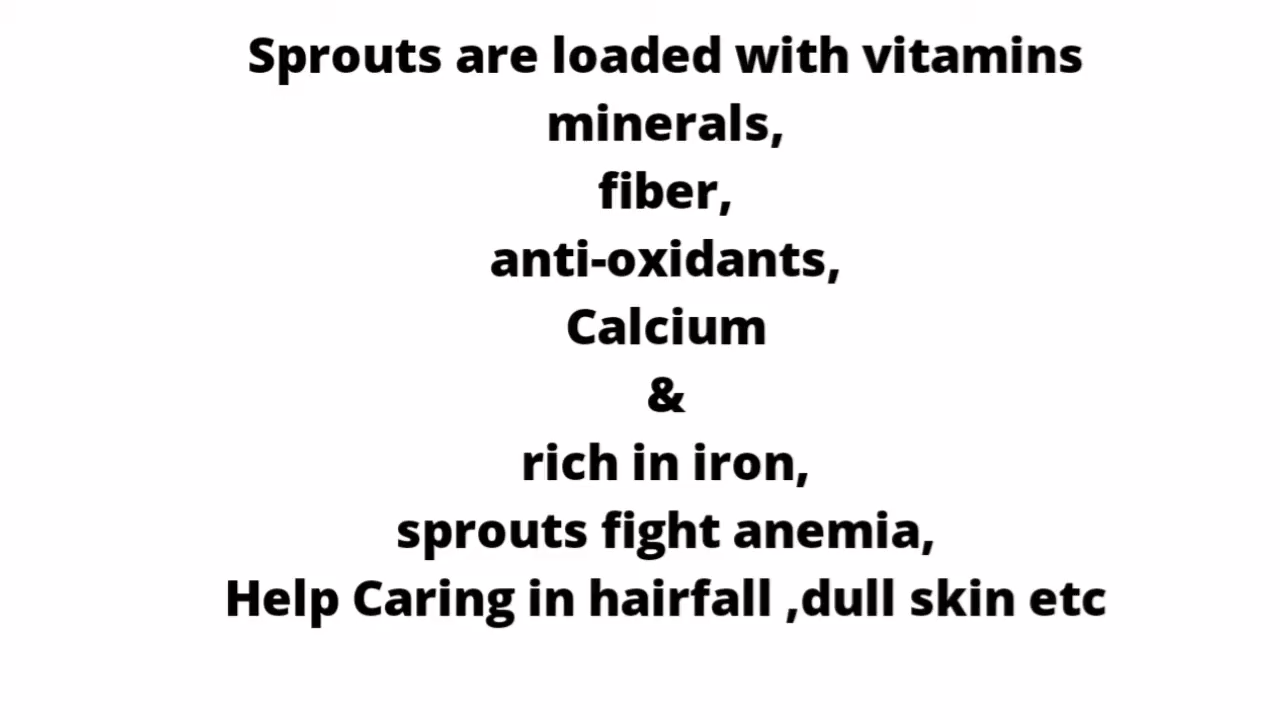 Sprouts are loaded with vitamins
minerals,
fiber,
anti-oxidants,
Calcium
&
rich in iron,
sprouts fight anemia,
Help Caring in hairfall ,dull skin etc